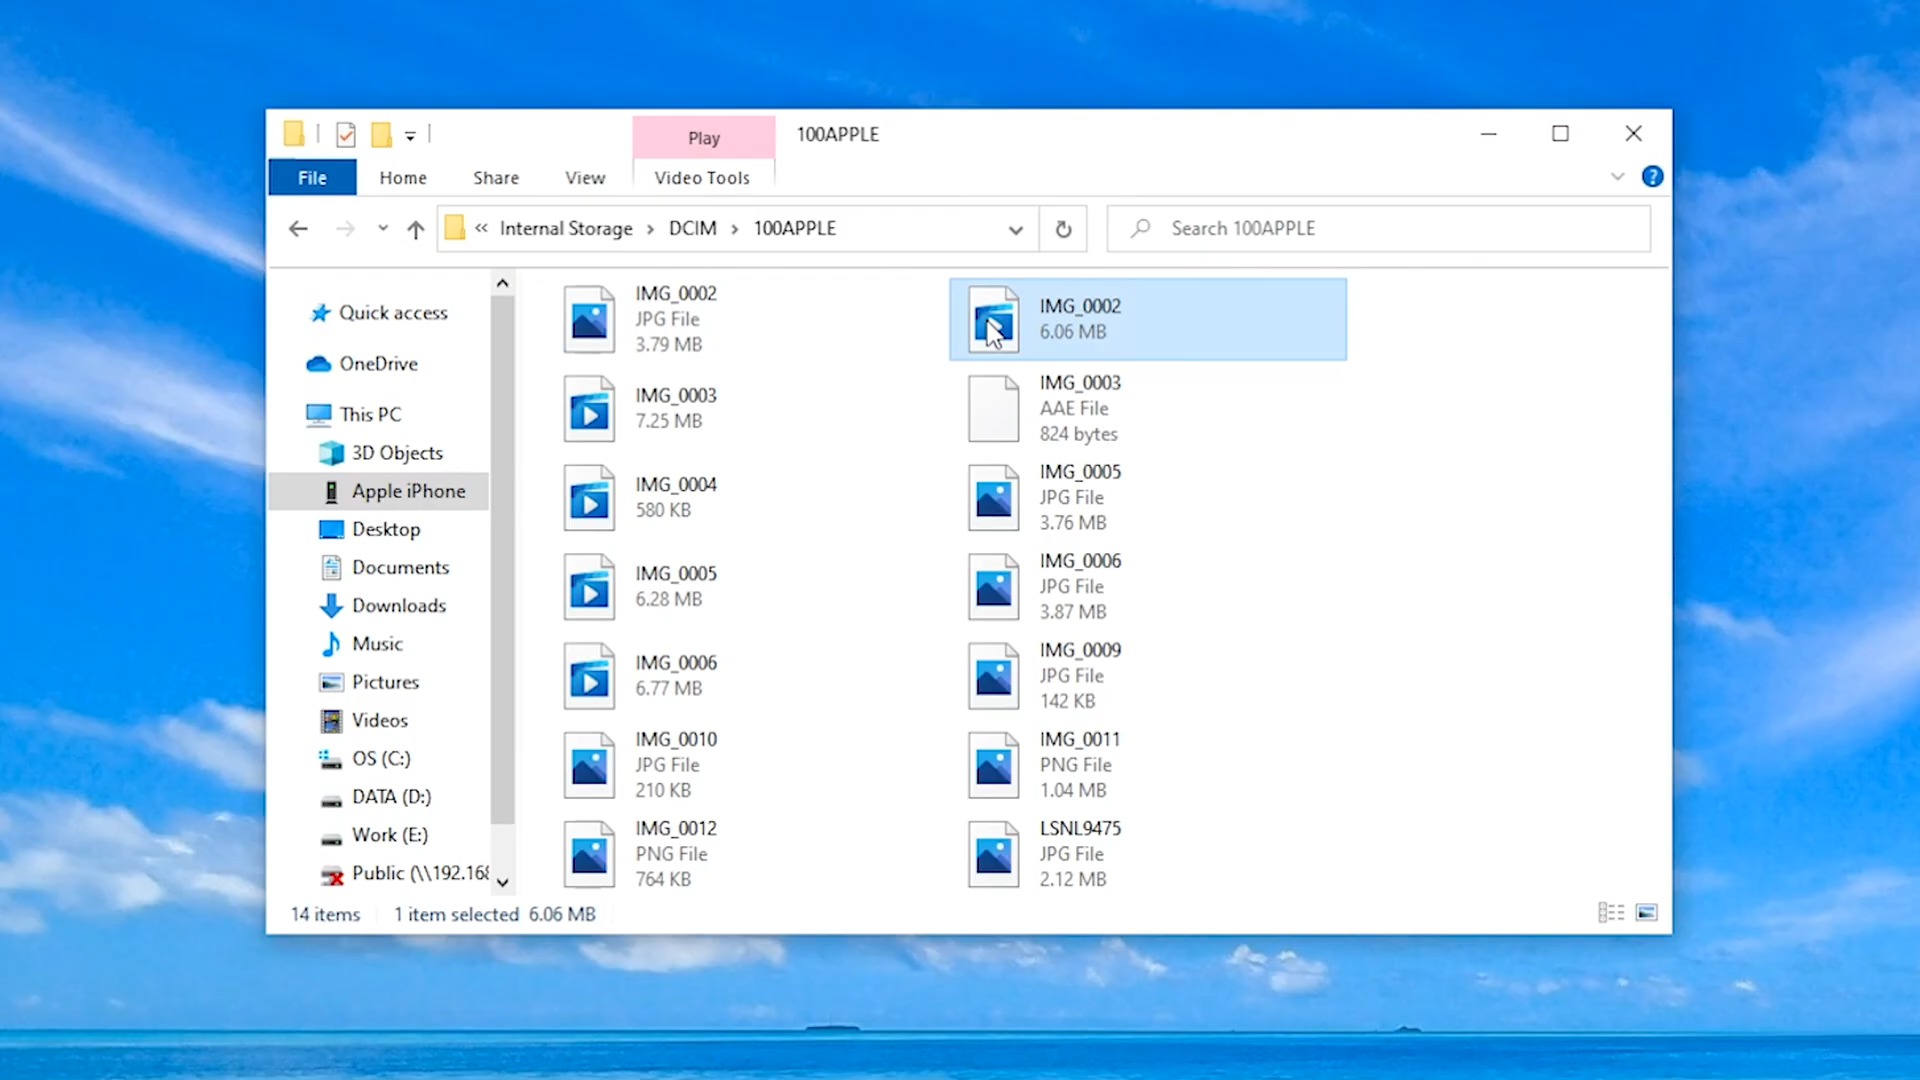 Play
100APPLE
File
Home
Share
View
Video Tools
?
« Internal Storage > DCIM > 100APPLE
Search 100APPLE
Quick access
OneDrive
This PC
3D Objects
Apple iPhone
Desktop
Documents
Downloads
Music
Pictures
Videos
OS (C:)
DATA (D:)
Work (E:)
Public (\\192.168
IMG_0002
JPG File
3.79 MB
IMG_0002
6.06 MB
IMG_0003
7.25 MB
IMG_0003
AAE File
824 bytes
IMG_0004
580 KB
IMG_0005
JPG File
3.76 MB
IMG_0005
6.28 MB
IMG_0006
JPG File
3.87 MB
IMG_0006
6.77 MB
IMG_0009
JPG File
142 KB
IMG_0010
JPG File
210 KB
IMG_0011
PNG File
1.04 MB
IMG_0012
PNG File
764 KB
LSNL9475
JPG File
2.12 MB
14 items
1 item selected 6.06 MB